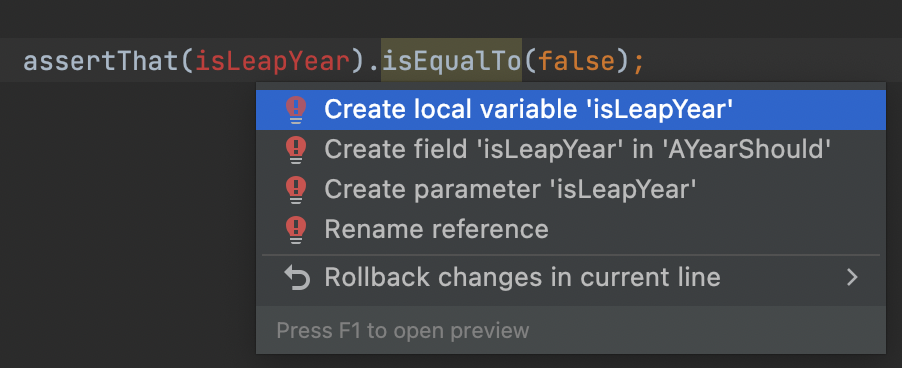 assertThat(isLeapYear).isEqualTo(false);
Create local variable 'isLeapYear'
Create field 'isLeapYear' in 'AYearShould'
Create parameter 'isLeapYear'
Rename reference
Rollback changes in current line
Press F1 to open preview